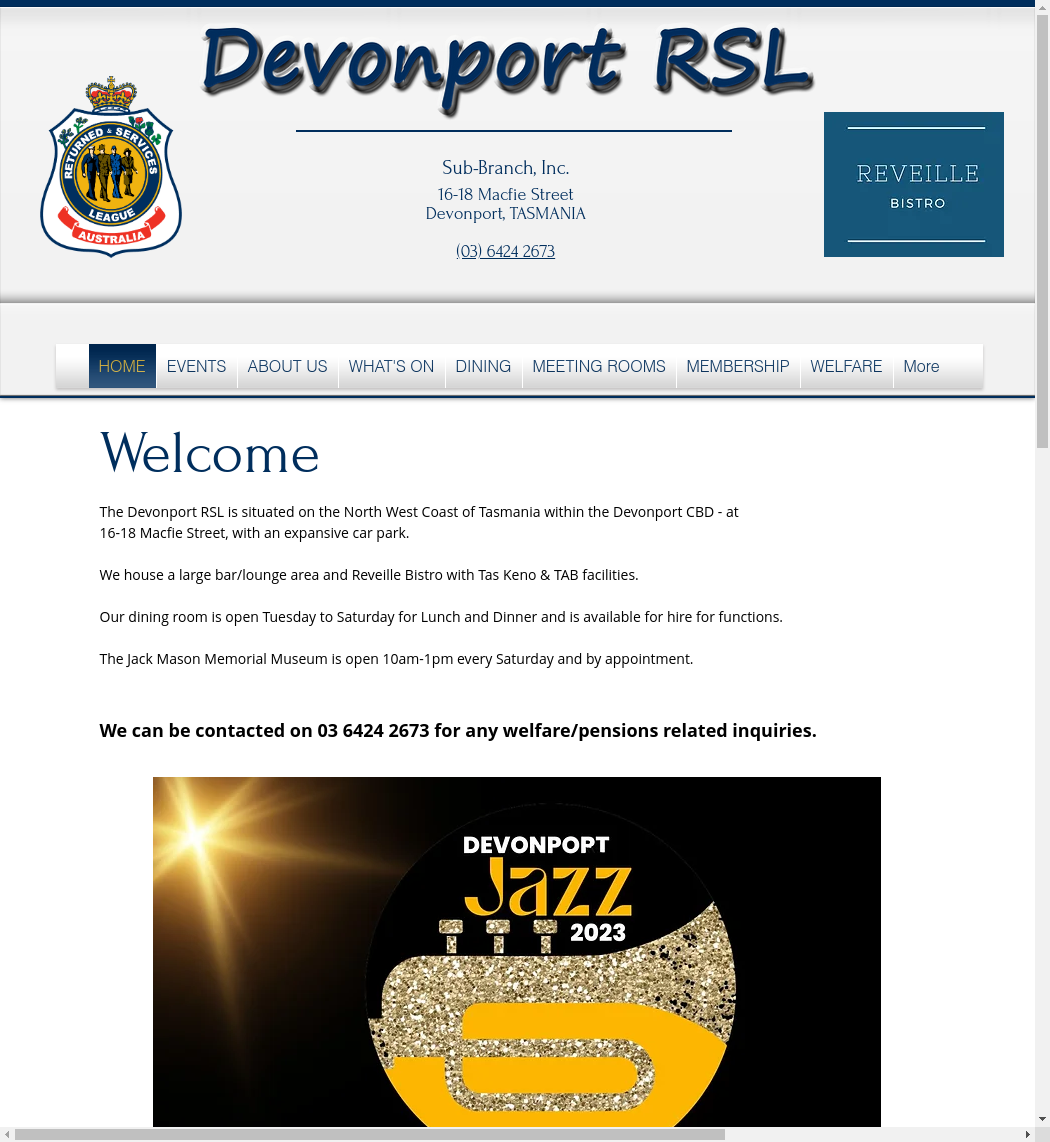 Devonport RSL
RETURNED & SERVICES
LEAGUE
AUSTRALIA
Sub-Branch, Inc.
16-18 Macfie Street
Devonport, TASMANIA
(03) 6424 2673
REVEILLE
BISTRO
HOME EVENTS ABOUT US WHAT'S ON DINING MEETING ROOMS MEMBERSHIP WELFARE More
Welcome
The Devonport RSL is situated on the North West Coast of Tasmania within the Devonport CBD - at
16-18 Macfie Street, with an expansive car park.
We house a large bar/lounge area and Reveille Bistro with Tas Keno & TAB facilities.
Our dining room is open Tuesday to Saturday for Lunch and Dinner and is available for hire for functions.
The Jack Mason Memorial Museum is open 10am-1pm every Saturday and by appointment.
We can be contacted on 03 6424 2673 for any welfare/pensions related inquiries.
DEVONPOPT
Jazz
2023